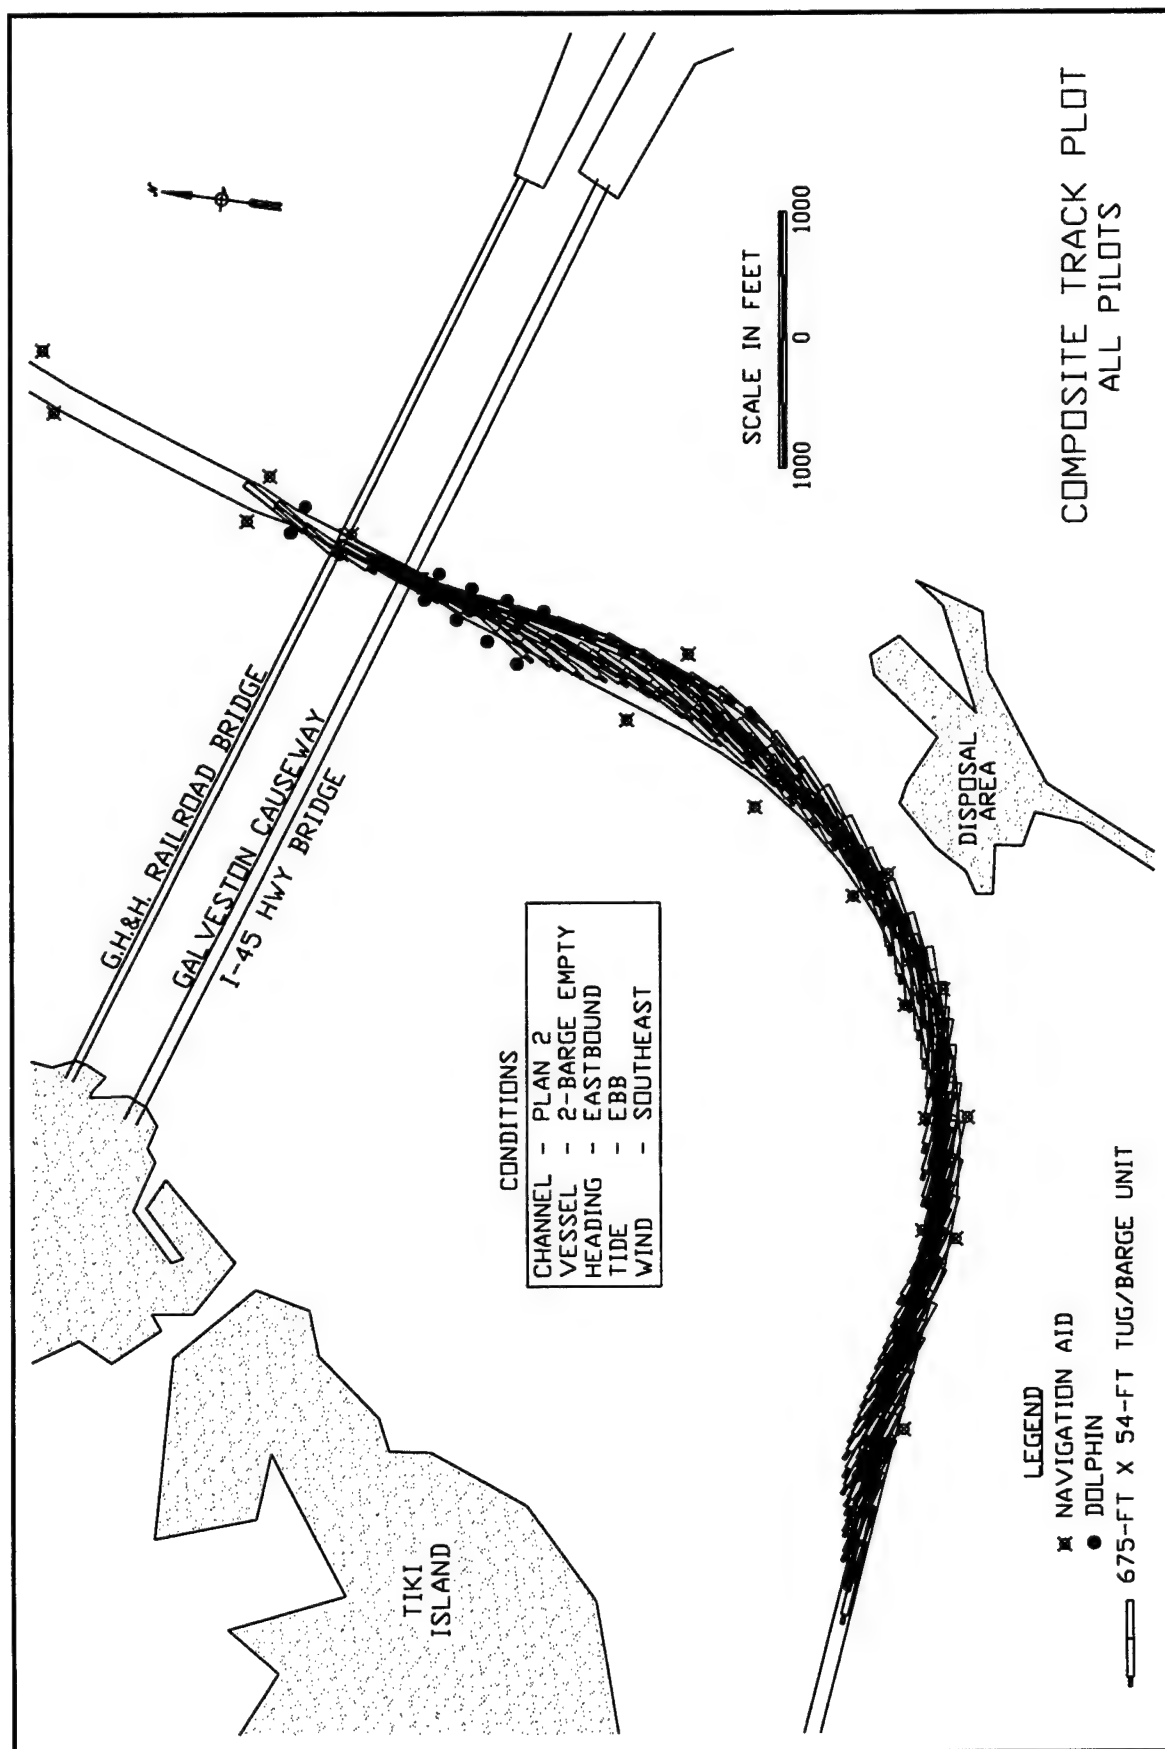 G.H.&H. RAILROAD BRIDGE
GALVESTON CAUSEWAY
I-45 HWY BRIDGE
N
TIKI
ISLAND
CONDITIONS
CHANNEL - PLAN 2
VESSEL - 2-BARGE EMPTY
HEADING - EASTBOUND
TIDE - EBB
WIND - SOUTHEAST
SCALE IN FEET
1000 0 1000
DISPOSAL
AREA
LEGEND
NAVIGATION AID
DOLPHIN
675-FT X 54-FT TUG/BARGE UNIT
COMPOSITE TRACK PLOT
ALL PILOTS